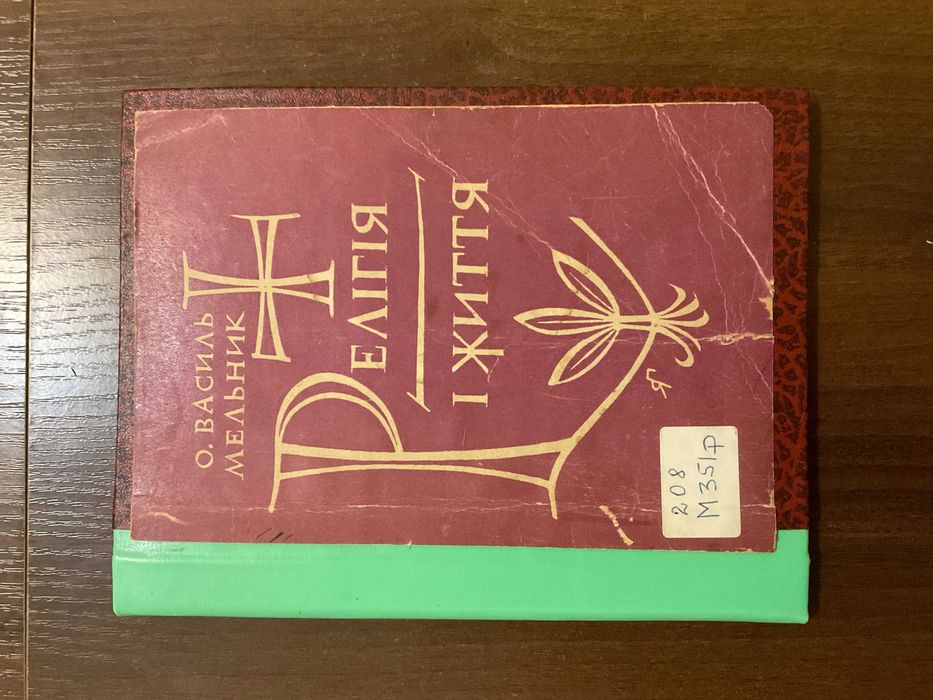 О. ВАСИЛЬ
МЕЛЬНИК
РЕЛІГІЯ
І ЖИТТЯ
208
М351р